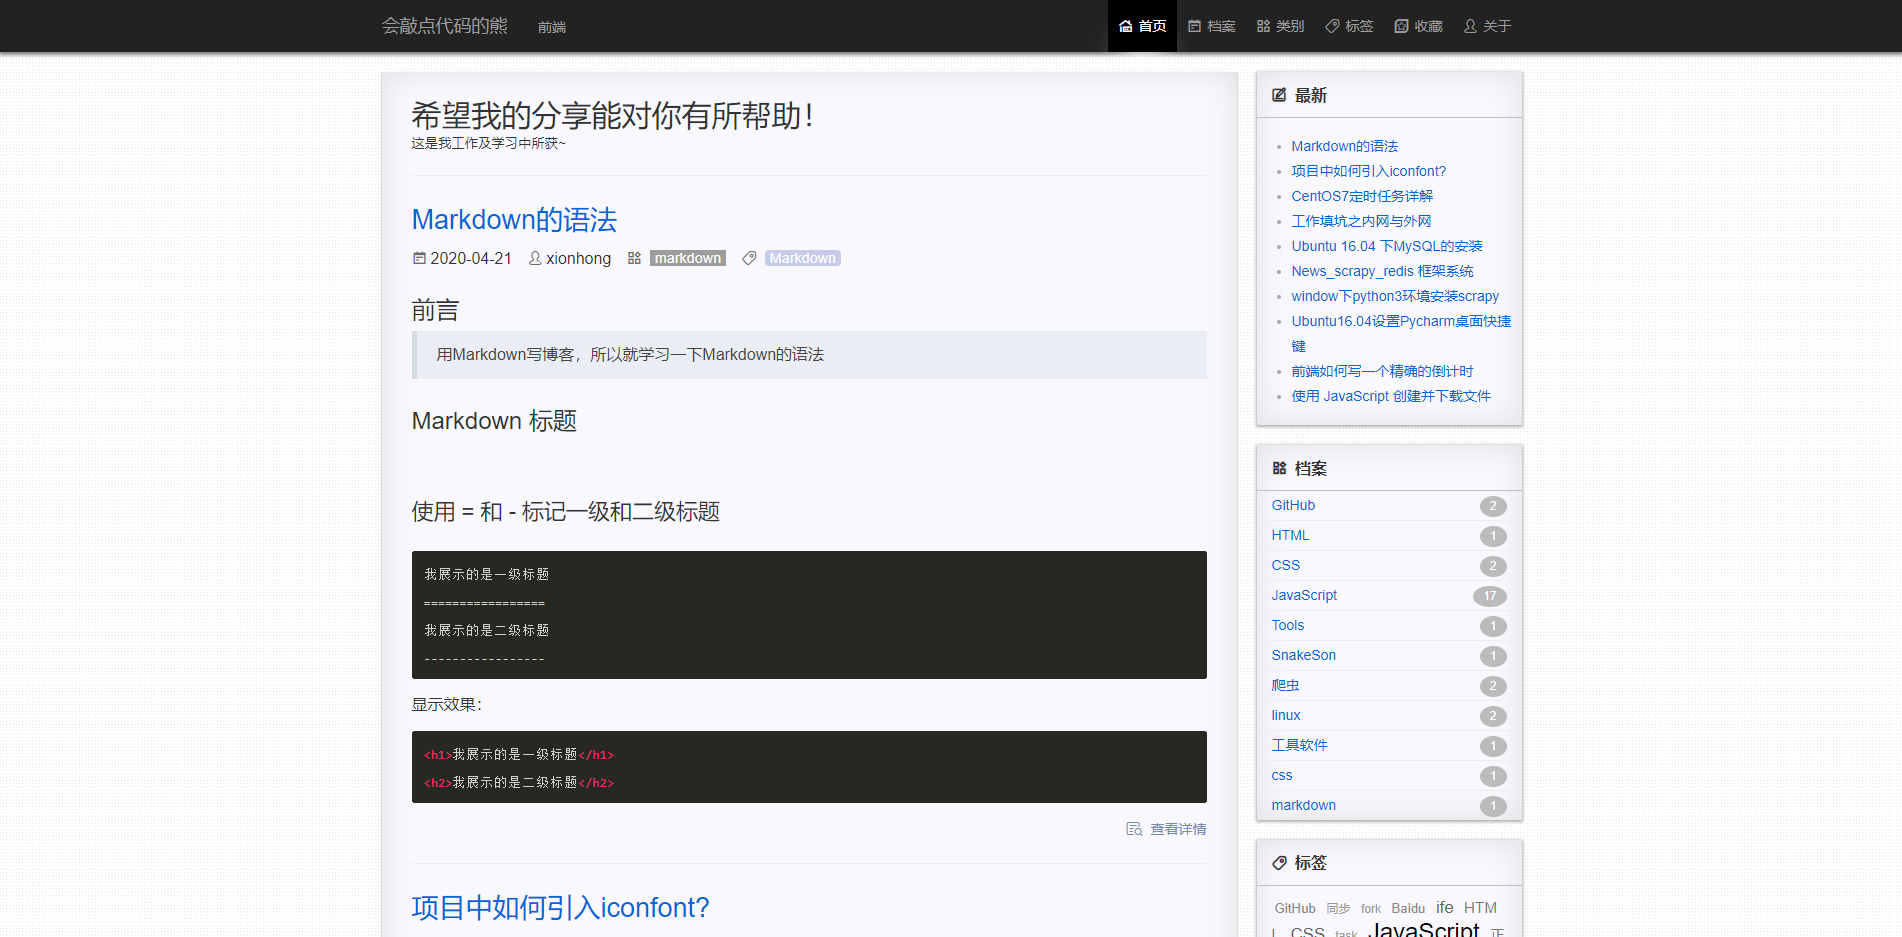 会敲点代码的熊 前端 首页 档案 类别 标签 收藏 关于
希望我的分享能对你有所帮助！
这是我工作及学习中所获~
Markdown的语法
2020-04-21 xionhong markdown Markdown
前言
用Markdown写博客，所以就学习一下Markdown的语法
Markdown 标题
使用 = 和 - 标记一级和二级标题
我展示的是一级标题
=================
我展示的是二级标题
-----------------
显示效果：
<h1>我展示的是一级标题</h1>
<h2>我展示的是二级标题</h2>
查看详情
项目中如何引入iconfont?
最新
Markdown的语法
项目中如何引入iconfont?
CentOS7定时任务详解
工作填坑之内网与外网
Ubuntu 16.04 下MySQL的安装
News_scrapy_redis 框架系统
window下python3环境安装scrapy
Ubuntu16.04设置Pycharm桌面快捷
键
前端如何写一个精确的倒计时
使用 JavaScript 创建并下载文件
档案
GitHub 2
HTML 1
CSS 2
JavaScript 17
Tools 1
SnakeSon 1
爬虫 2
linux 2
工具软件 1
css 1
markdown 1
标签
GitHub 同步 fork Baidu ife HTM
L CSS task JavaScript 正